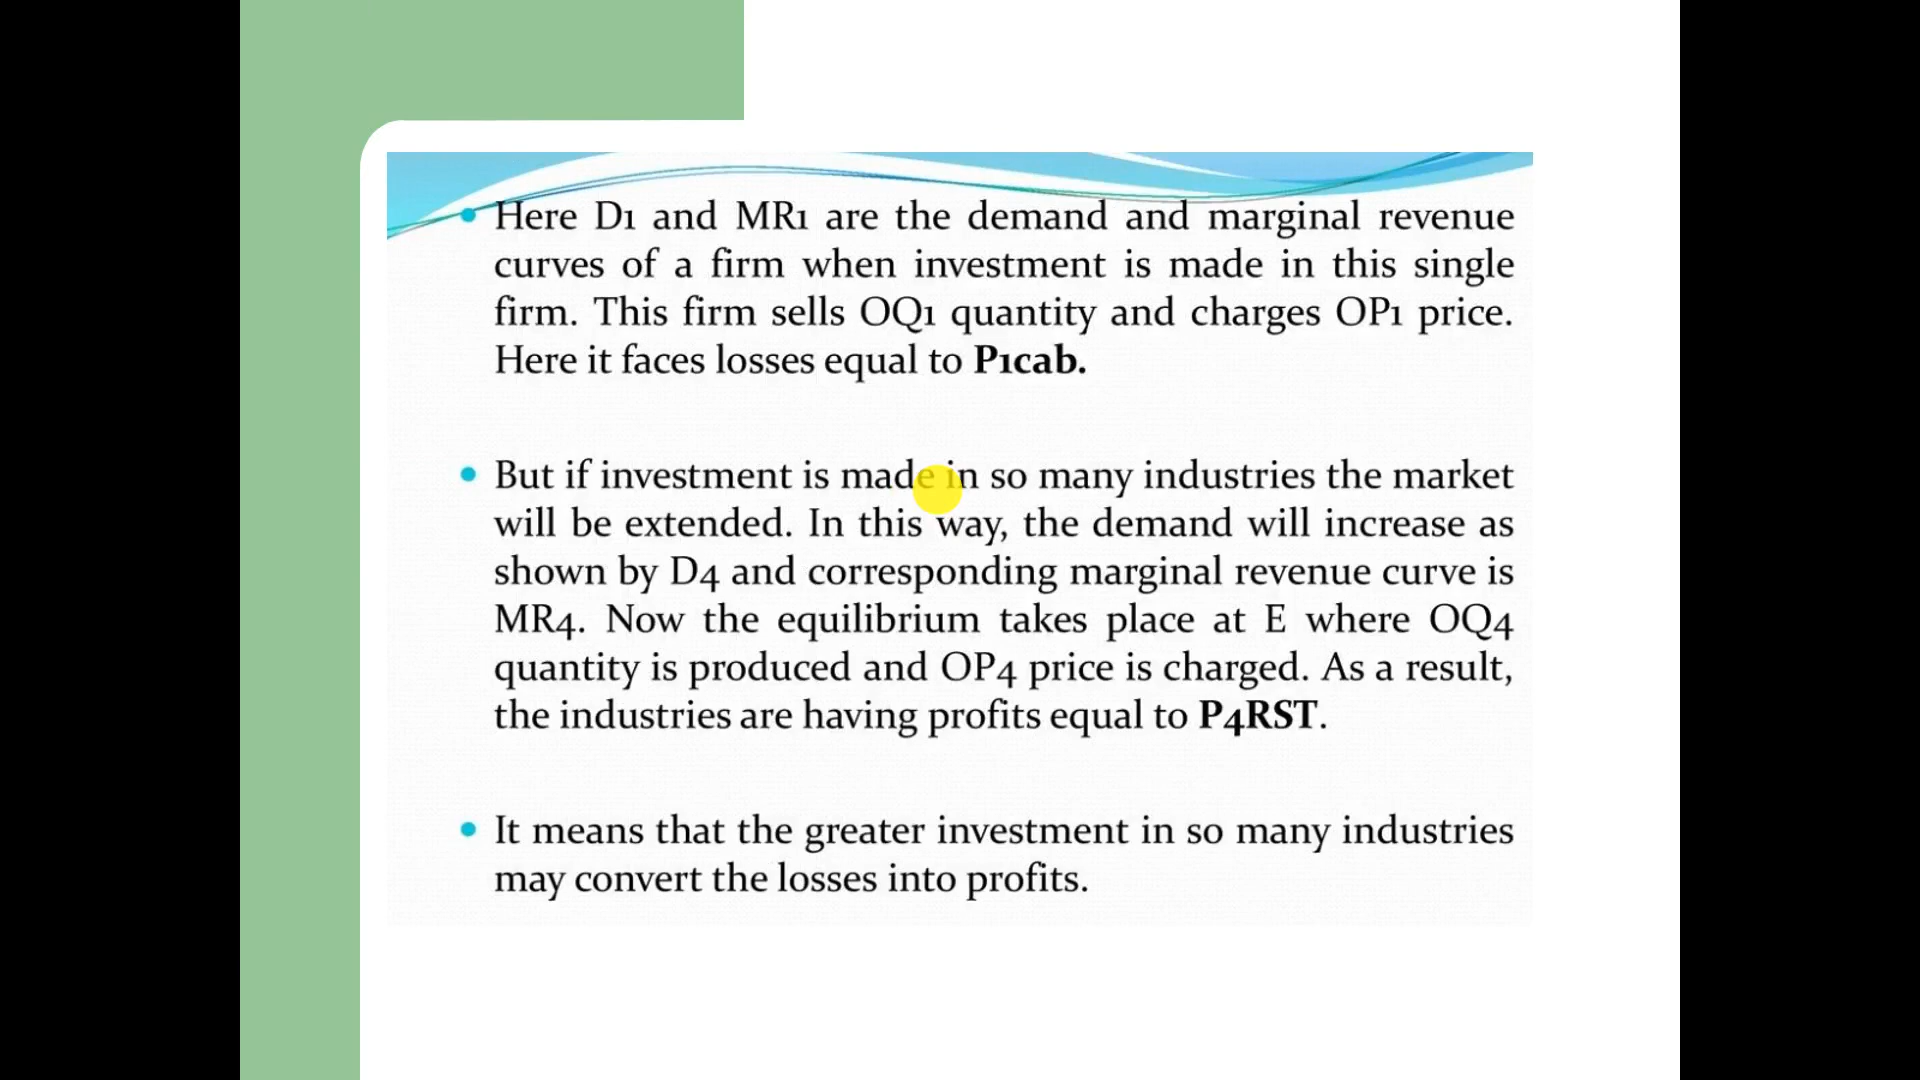 Here D1 and MR1 are the demand and marginal revenue
curves of a firm when investment is made in this single
firm. This firm sells OQ1 quantity and charges OP1 price.
Here it faces losses equal to P1cab.
But if investment is made in so many industries the market
will be extended. In this way, the demand will increase as
shown by D4 and corresponding marginal revenue curve is
MR4. Now the equilibrium takes place at E where OQ4
quantity is produced and OP4 price is charged. As a result,
the industries are having profits equal to P4RST.
It means that the greater investment in so many industries
may convert the losses into profits.